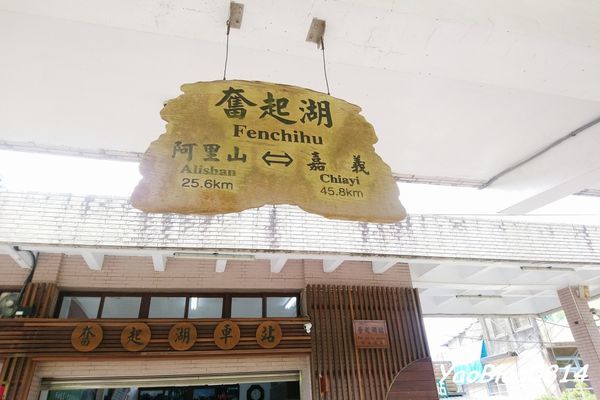 奮起湖
Fenchihu
阿里山 ⇔ 嘉義
Alishan Chiayi
25.6km 45.8km
奮起湖車站